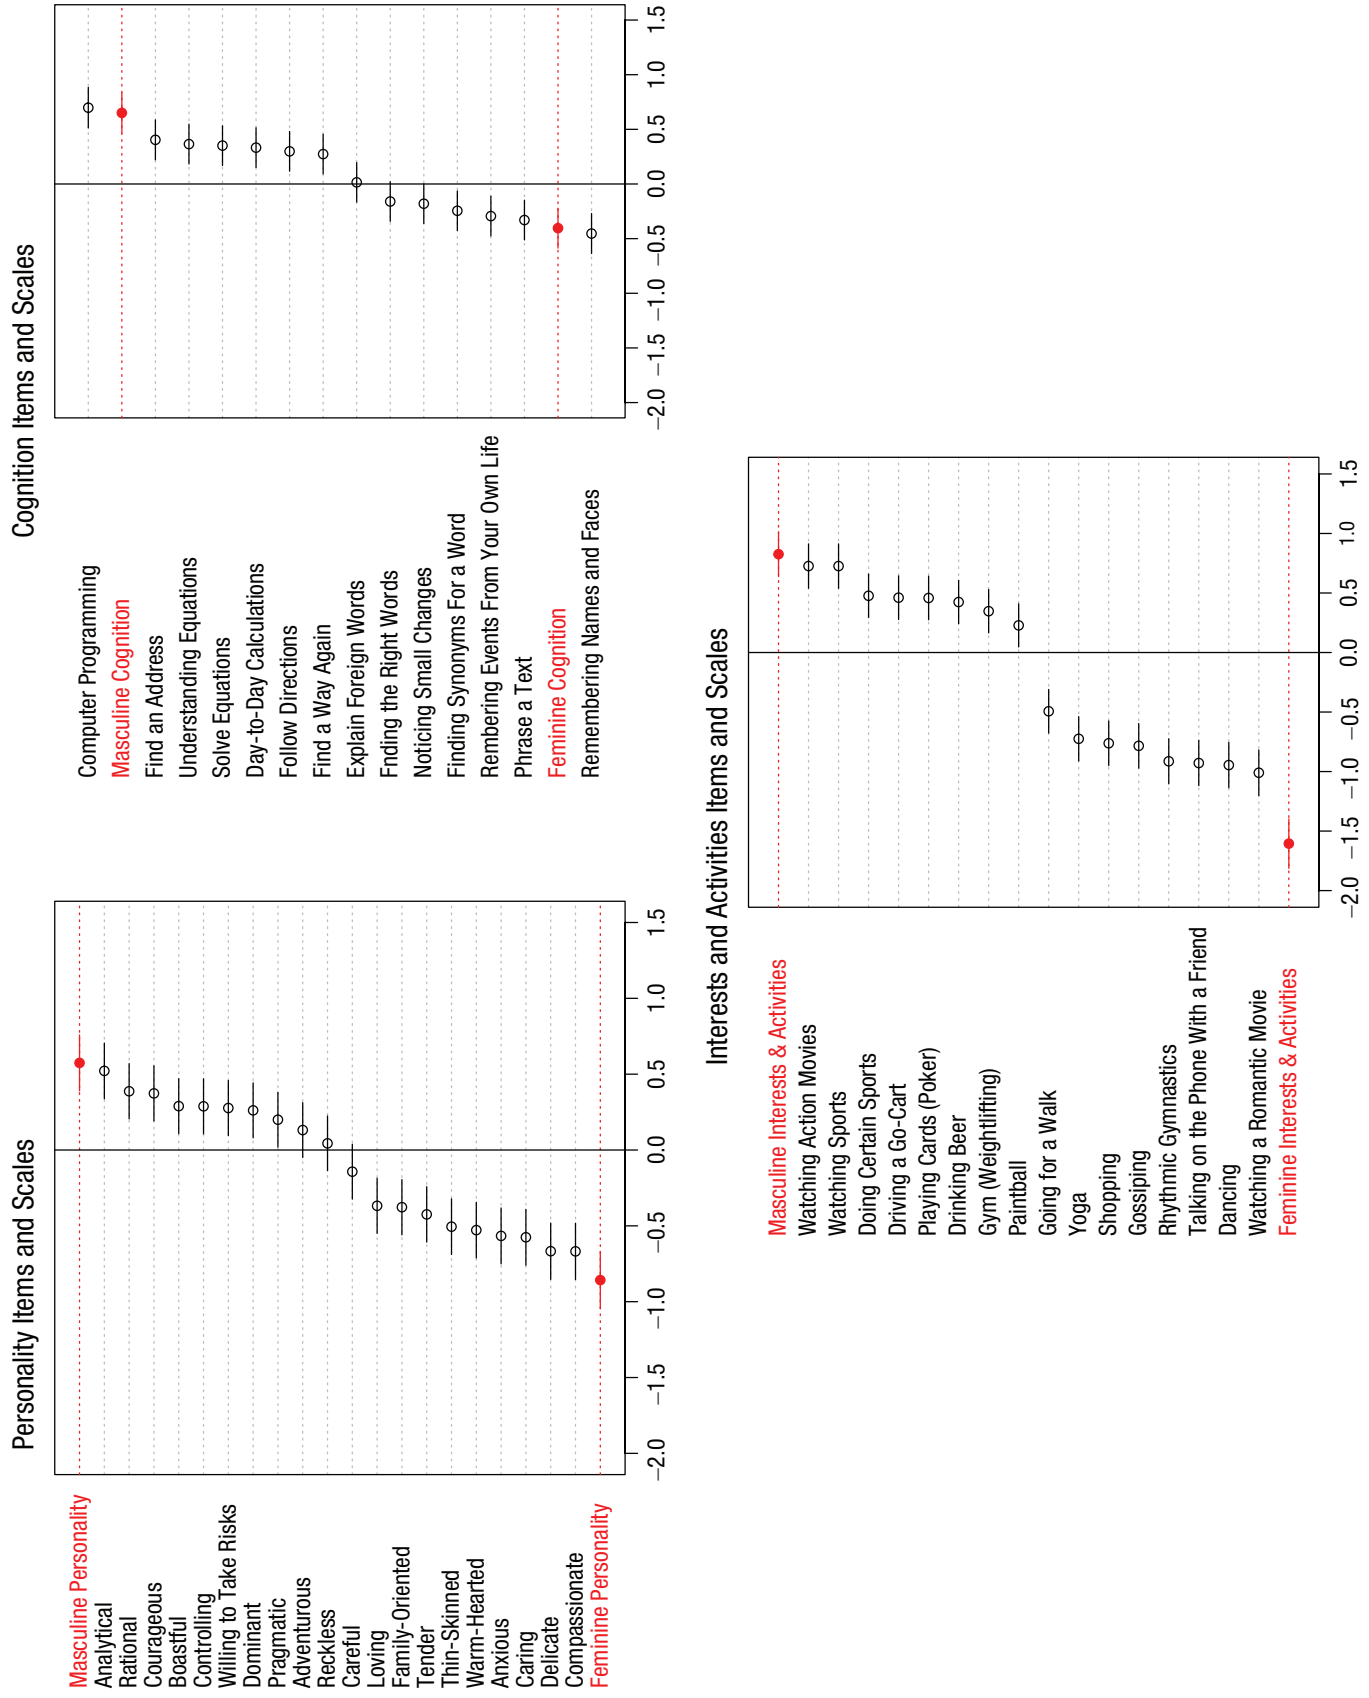 Personality Items and Scales
Masculine Personality
Analytical
Rational
Courageous
Boastful
Controlling
Willing to Take Risks
Dominant
Pragmatic
Adventurous
Reckless
Careful
Loving
Family-Oriented
Tender
Thin-Skinned
Warm-Hearted
Anxious
Caring
Delicate
Compassionate
Feminine Personality
−2.0 −1.5 −1.0 −0.5 0.0 0.5 1.0 1.5
Cognition Items and Scales
Computer Programming
Masculine Cognition
Find an Address
Understanding Equations
Solve Equations
Day-to-Day Calculations
Follow Directions
Find a Way Again
Explain Foreign Words
Fnding the Right Words
Noticing Small Changes
Finding Synonyms For a Word
Rembering Events From Your Own Life
Phrase a Text
Feminine Cognition
Remembering Names and Faces
−2.0 −1.5 −1.0 −0.5 0.0 0.5 1.0 1.5
Interests and Activities Items and Scales
Masculine Interests & Activities
Watching Action Movies
Watching Sports
Doing Certain Sports
Driving a Go-Cart
Playing Cards (Poker)
Drinking Beer
Gym (Weightlifting)
Paintball
Going for a Walk
Yoga
Shopping
Gossiping
Rhythmic Gymnastics
Talking on the Phone With a Friend
Dancing
Watching a Romantic Movie
Feminine Interests & Activities
−2.0 −1.5 −1.0 −0.5 0.0 0.5 1.0 1.5